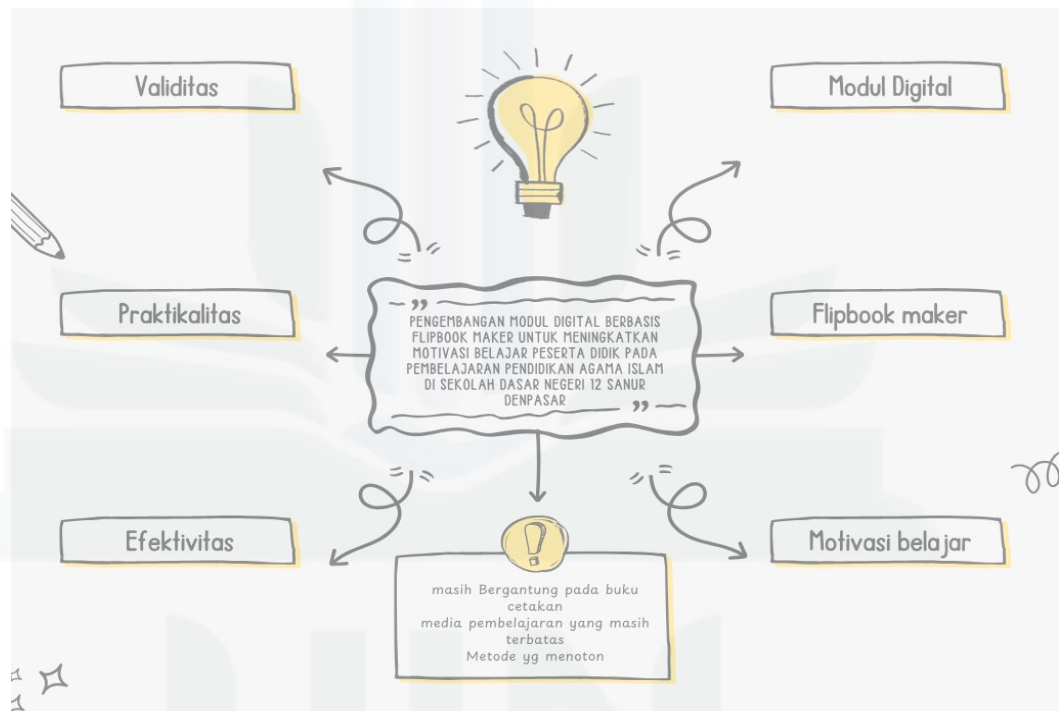 Validitas
Modul Digital
Praktikalitas
PENGEMBANGAN MODUL DIGITAL BERBASIS
FLIPBOOK MAKER UNTUK MENINGKATKAN
MOTIVASI BELAJAR PESERTA DIDIK PADA
PEMBELAJARAN PENDIDIKAN AGAMA ISLAM
DI SEKOLAH DASAR NEGERI 12 SANUR
DENPASAR
Flipbook maker
Efektivitas
Motivasi belajar
masih Bergantung pada buku
cetakan
media pembelajaran yang masih
terbatas
Metode yg menoton